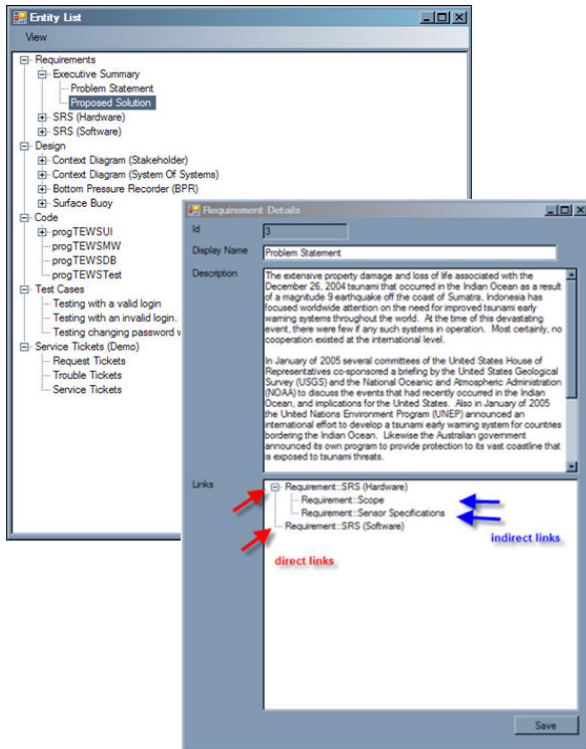 Entity List
View
Requirements
Executive Summary
Problem Statement
Proposed Solution
SRS (Hardware)
SRS (Software)
Design
Context Diagram (Stakeholder)
Context Diagram (System Of Systems)
Bottom Pressure Recorder (BPR)
Surface Buoy
Code
progTEWSUI
progTEWSMW
progTEWSDB
progTEWSTest
Test Cases
Testing with a valid login
Testing with an invalid login.
Testing changing password
Service Tickets (Demo)
Request Tickets
Trouble Tickets
Service Tickets
Requirement Details
Id 3
Display Name Problem Statement
Description The extensive property damage and loss of life associated with the
December 26, 2004 tsunami that occurred in the Indian Ocean as a result
of a magnitude 9 earthquake off the coast of Sumatra, Indonesia has
focused worldwide attention on the need for improved tsunami early
warning systems throughout the world. At the time of this devastating
event, there were few if any such systems in operation. Most certainly, no
cooperation existed at the international level.
In January of 2005 several committees of the United States House of
Representatives co-sponsored a briefing by the United States Geological
Survey (USGS) and the National Oceanic and Atmospheric Administration
(NOAA) to discuss the events that had recently occurred in the Indian
Ocean, and implications for the United States. Also in January of 2005
the United Nations Environment Program (UNEP) announced an
international effort to develop a tsunami early warning system for countries
bordering the Indian Ocean. Likewise the Australian government
announced its own program to provide protection to its vast coastline that
is exposed to tsunami threats.
Links
Requirement::SRS (Hardware)
Requirement::Scope
Requirement::Sensor Specifications
Requirement::SRS (Software)
indirect links
direct links
Save